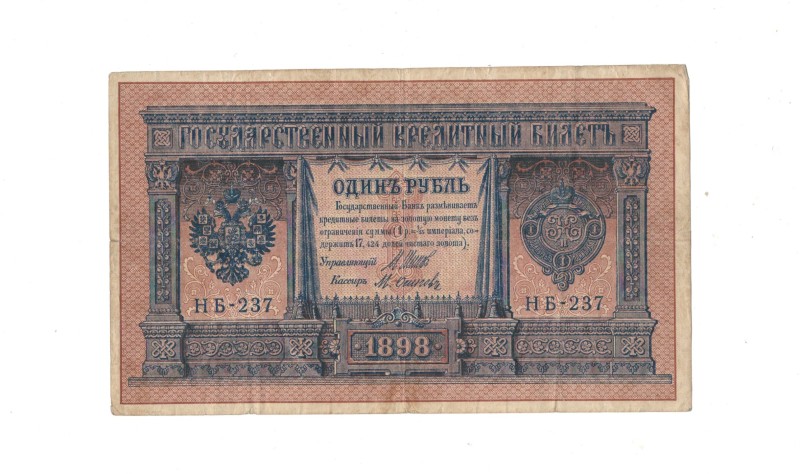 ГОСУДАРСТВЕННЫЙ КРЕДИТНЫЙ БИЛЕТЪ
ОДИНЪ РУБЛЬ
Государственный Банкъ размѣниваетъ
кредитные билеты на золотую монету безъ
ограниченія суммы (1 р.= 1/15 имперіала, со-
держитъ 17,424 долей чистаго золота).
Управляющій
Кассиръ
НБ-237
НБ-237
1898